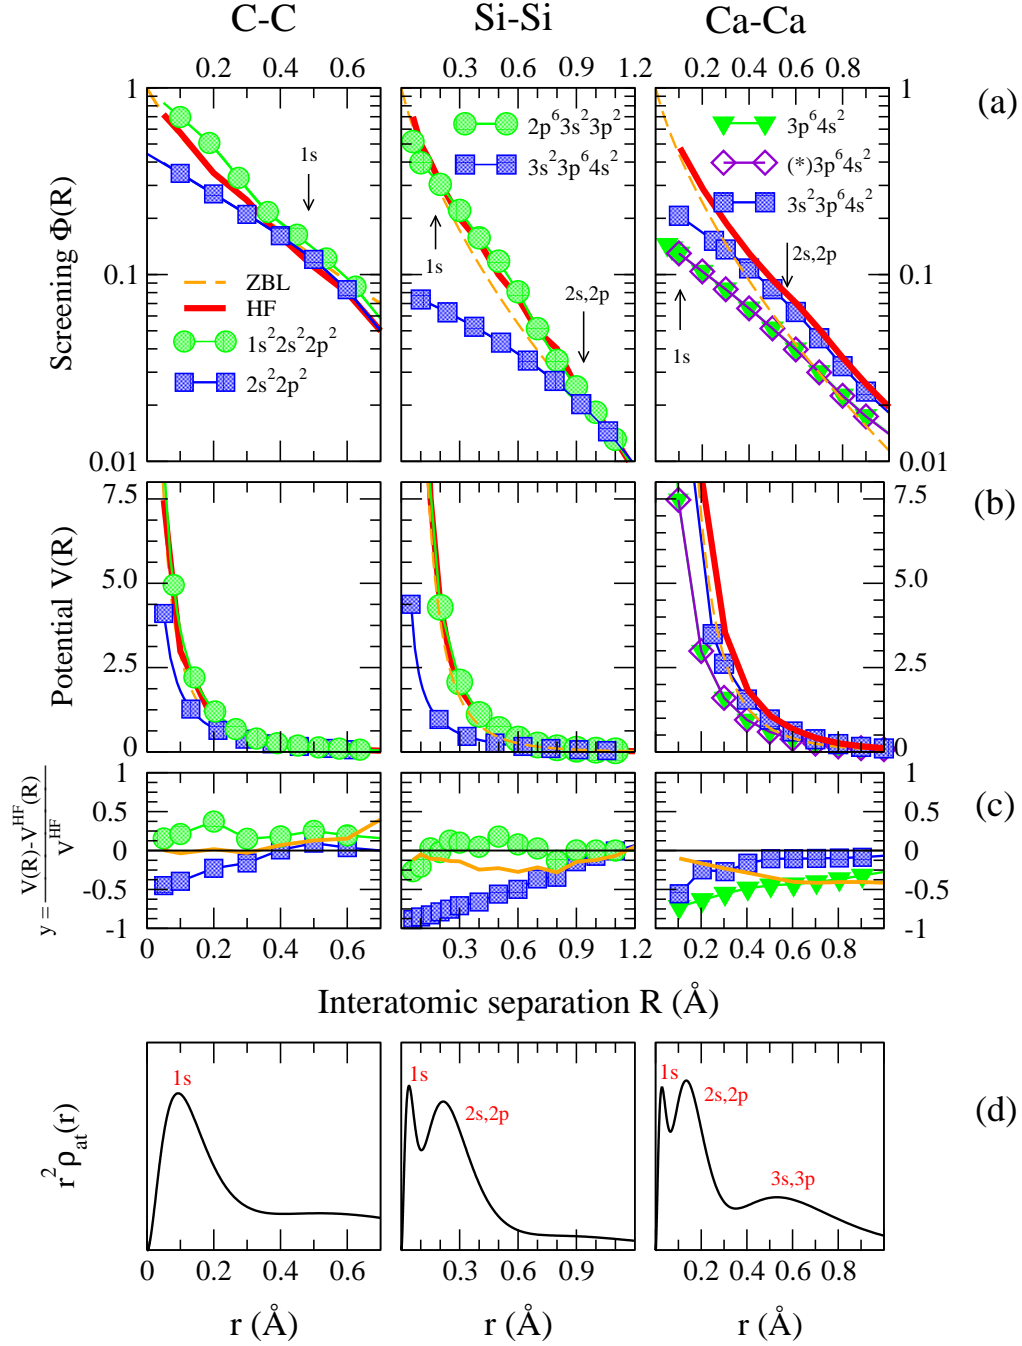 C-C Si-Si Ca-Ca
0.2 0.4 0.6 0.3 0.6 0.9 1.2 0.2 0.4 0.6 0.8
(a)
Screening Φ(R)
1 0.1 0.01
1s
ZBL
HF
1s²2s²2p²
2s²2p²
2p⁶3s²3p²
3s²3p⁶4s²
1s
2s,2p
3p⁶4s²
(*)3p⁶4s²
3s²3p⁶4s²
2s,2p
1s
1 0.1 0.01
(b)
Potential V(R)
7.5 5.0 2.5 0
7.5 5.0 2.5 0
(c)
y = V(R)-V^HF(R) / V^HF
1 0.5 0 -0.5 -1
1 0.5 0 -0.5 -1
0 0.2 0.4 0.6 0.3 0.6 0.9 1.2 0.2 0.4 0.6 0.8
Interatomic separation R (Å)
(d)
r²ρ_at(r)
1s
1s
2s,2p
1s
2s,2p
3s,3p
0 0.2 0.4 0.6 0.3 0.6 0.9 0.2 0.4 0.6 0.8
r (Å) r (Å) r (Å)